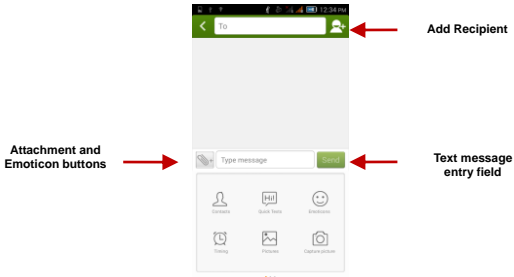 12:34 PM
To
Add Recipient
Attachment and
Emoticon buttons
Type message
Send
Text message
entry field
Contacts
Quick Texts
Emoticons
Timing
Pictures
Capture picture